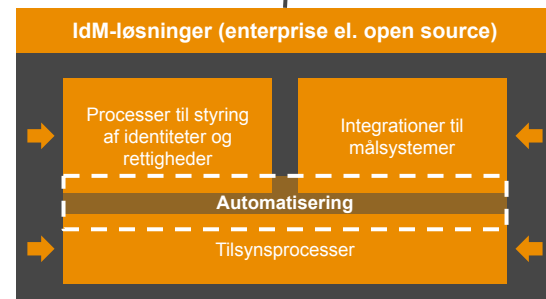 IdM-løsninger (enterprise el. open source)
Processer til styring
af identiteter og
rettigheder
Integrationer til
målsystemer
Automatisering
Tilsynsprocesser